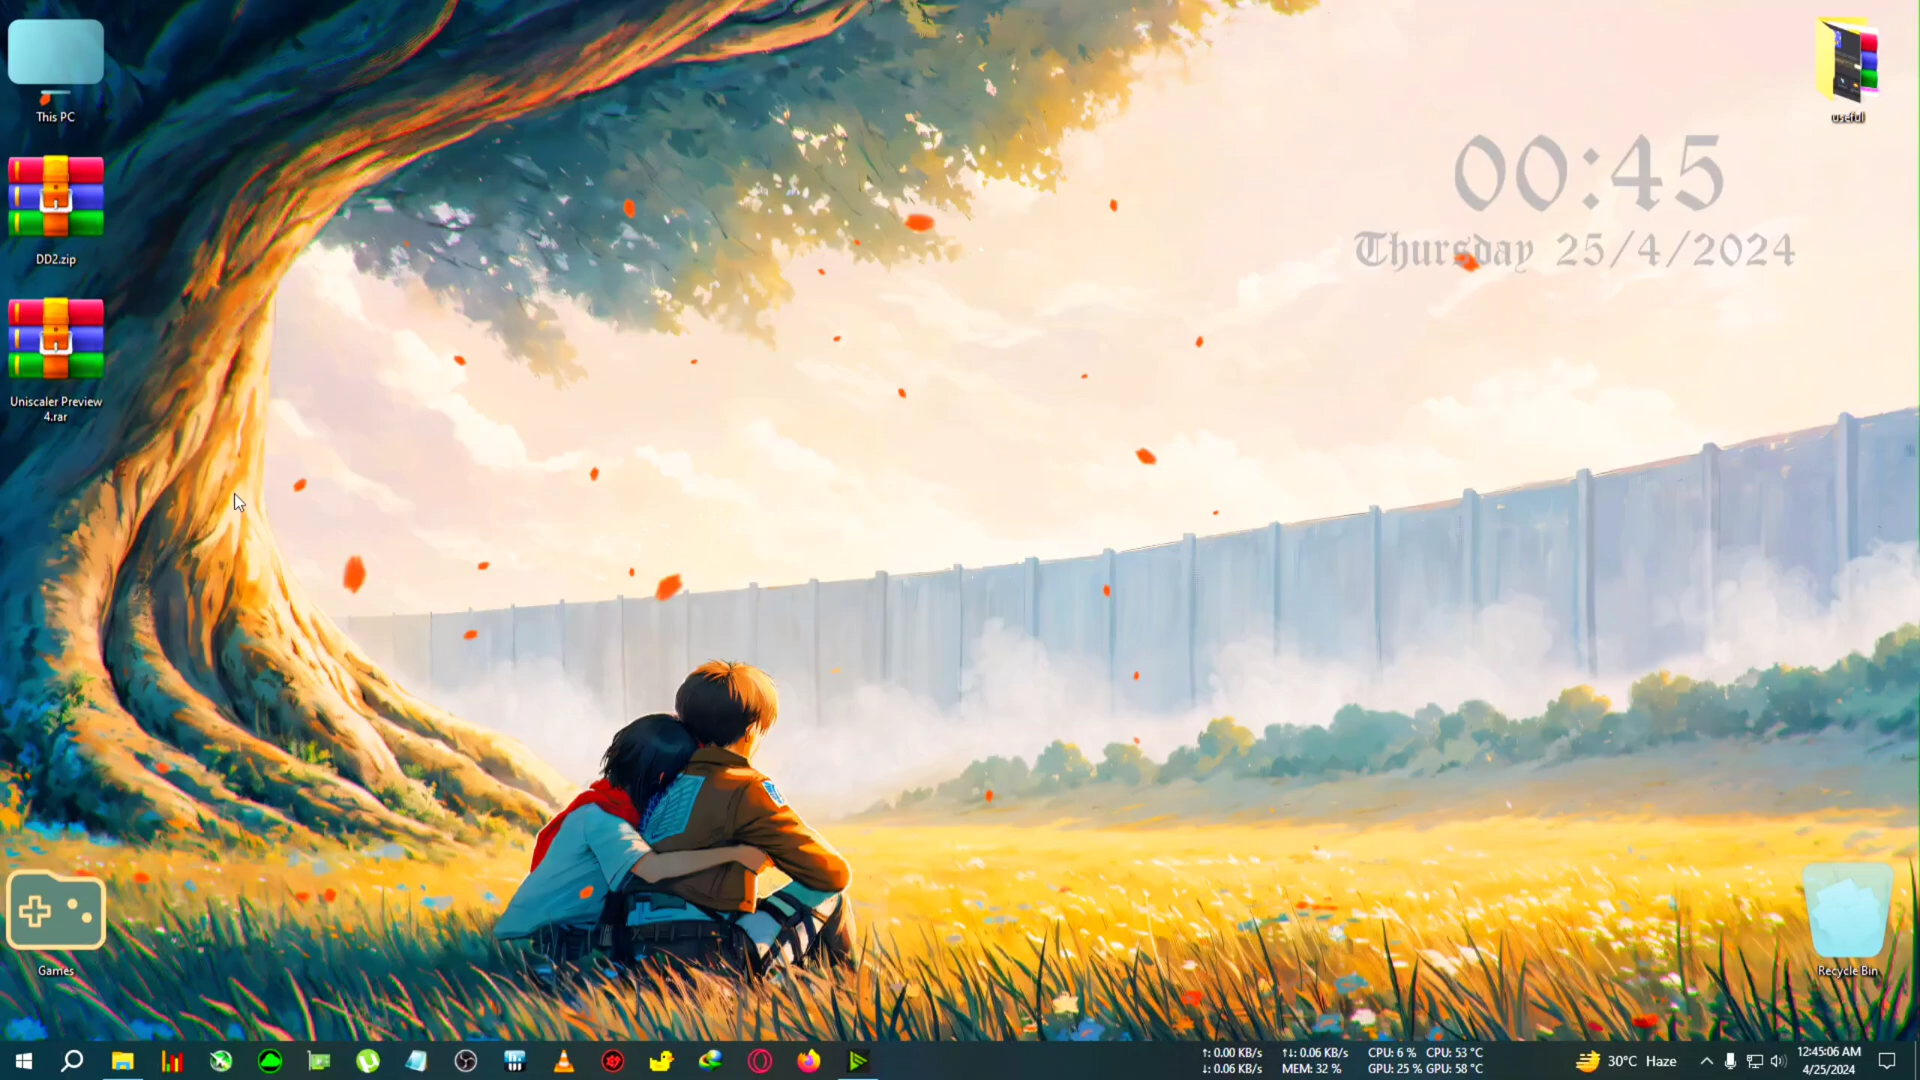 This PC
DD2.zip
Uniscaler Preview
4.rar
Games
useful
00:45
Thursday 25/4/2024
Recycle Bin
↑: 0.00 KB/s
↓: 0.06 KB/s
↑↓: 0.06 KB/s
MEM: 32 %
CPU: 6 % CPU: 53 °C
GPU: 25 % GPU: 58 °C
30°C Haze
12:45:06 AM
4/25/2024